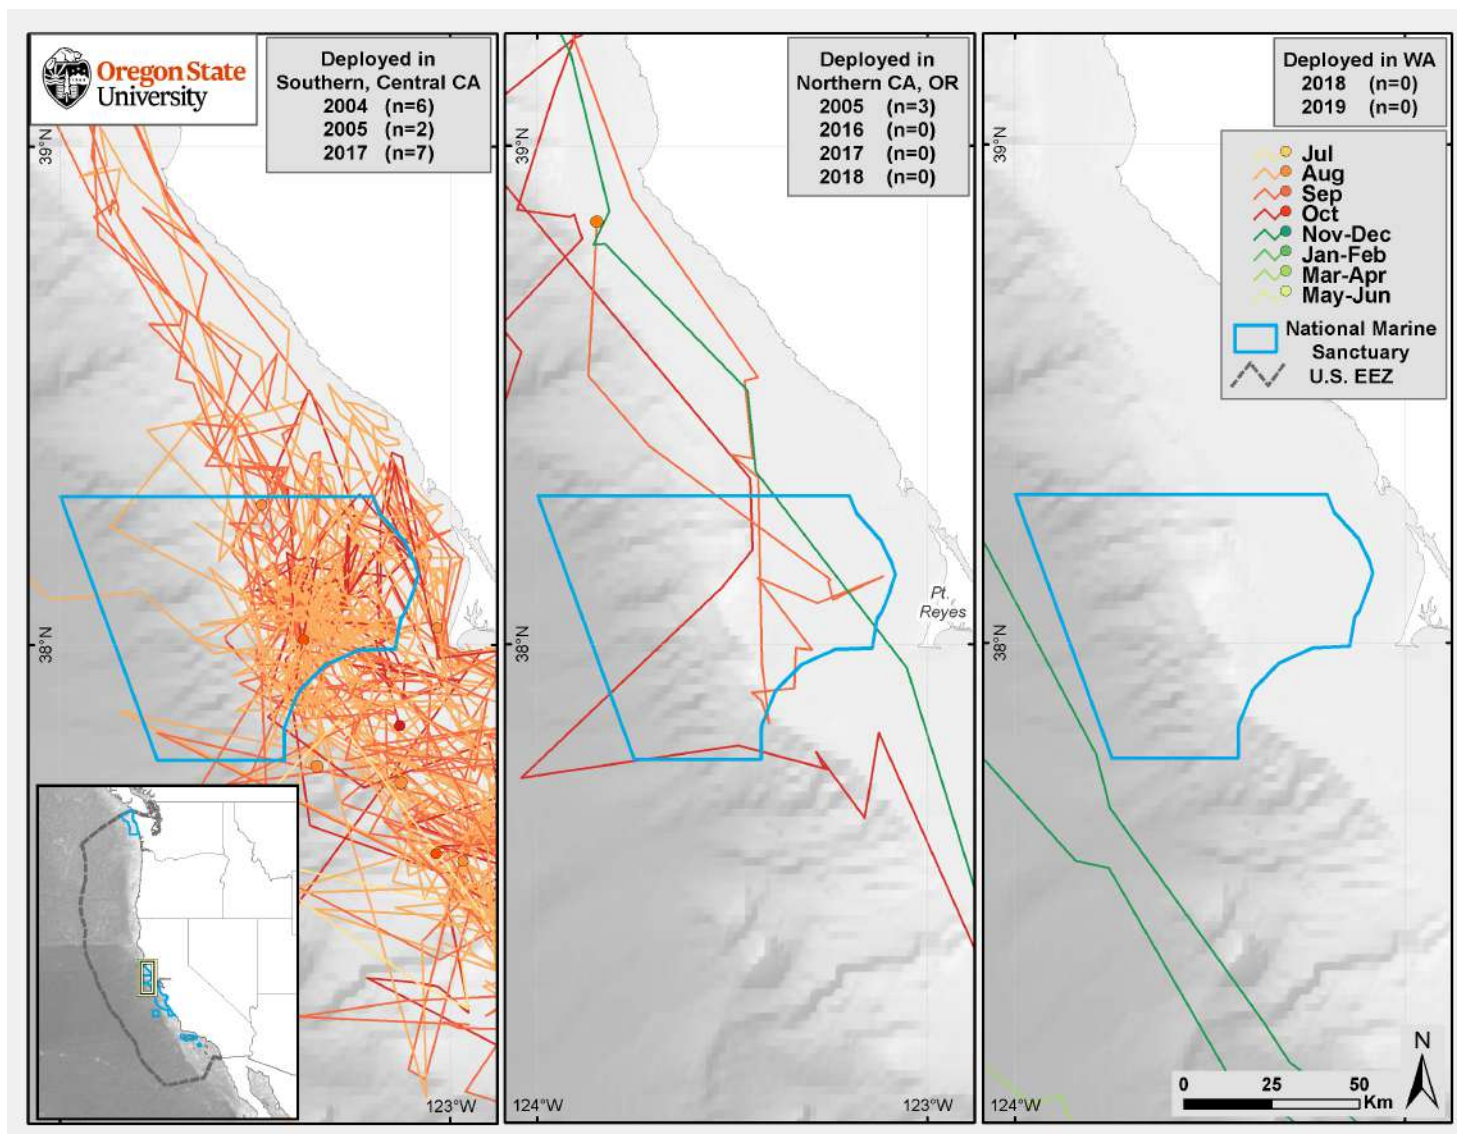 Oregon State
University
Deployed in
Southern, Central CA
2004 (n=6)
2005 (n=2)
2017 (n=7)
39°N
38°N
123°W
Deployed in
Northern CA, OR
2005 (n=3)
2016 (n=0)
2017 (n=0)
2018 (n=0)
39°N
38°N
Pt.
Reyes
124°W
123°W
Deployed in WA
2018 (n=0)
2019 (n=0)
Jul
Aug
Sep
Oct
Nov-Dec
Jan-Feb
Mar-Apr
May-Jun
National Marine
Sanctuary
U.S. EEZ
39°N
38°N
124°W
N
0 25 50
Km